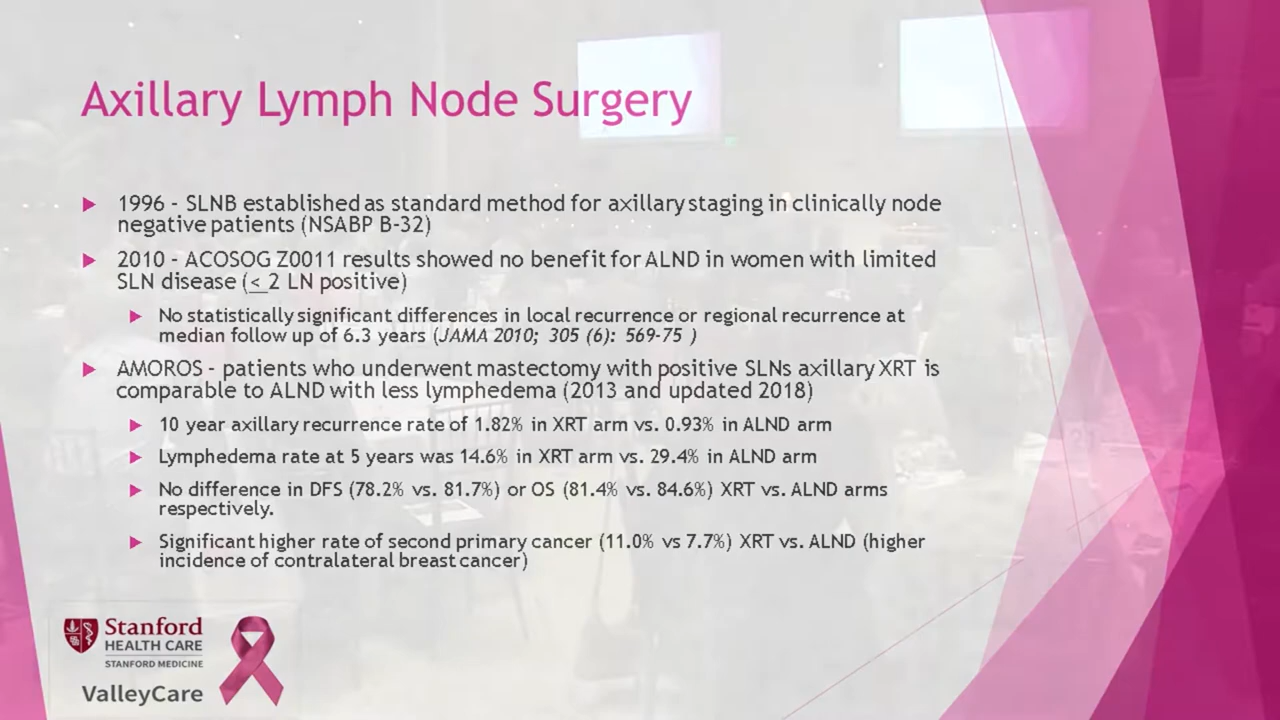 Axillary Lymph Node Surgery
1996 - SLNB established as standard method for axillary staging in clinically node
negative patients (NSABP B-32)
2010 - ACOSOG Z0011 results showed no benefit for ALND in women with limited
SLN disease (< 2 LN positive)
No statistically significant differences in local recurrence or regional recurrence at
median follow up of 6.3 years (JAMA 2010; 305 (6): 569-75 )
AMOROS - patients who underwent mastectomy with positive SLNs axillary XRT is
comparable to ALND with less lymphedema (2013 and updated 2018)
10 year axillary recurrence rate of 1.82% in XRT arm vs. 0.93% in ALND arm
Lymphedema rate at 5 years was 14.6% in XRT arm vs. 29.4% in ALND arm
No difference in DFS (78.2% vs. 81.7%) or OS (81.4% vs. 84.6%) XRT vs. ALND arms
respectively.
Significant higher rate of second primary cancer (11.0% vs 7.7%) XRT vs. ALND (higher
incidence of contralateral breast cancer)
Stanford
HEALTH CARE
STANFORD MEDICINE
ValleyCare